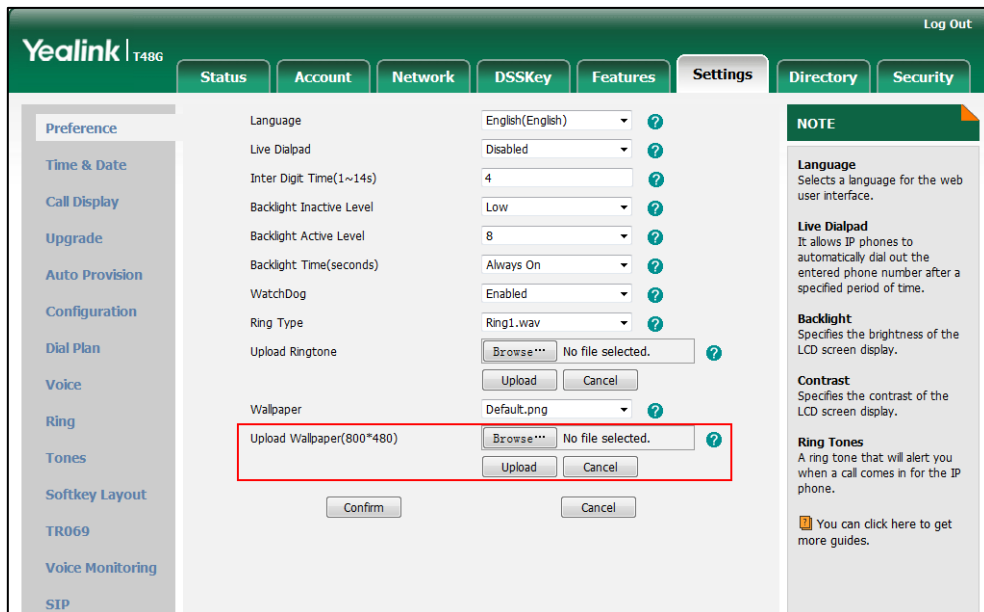 Log Out
Yealink T48G
Status Account Network DSSKey Features Settings Directory Security
Preference
Time & Date
Call Display
Upgrade
Auto Provision
Configuration
Dial Plan
Voice
Ring
Tones
Softkey Layout
TR069
Voice Monitoring
SIP
Language English(English) ?
Live Dialpad Disabled ?
Inter Digit Time(1~14s) 4 ?
Backlight Inactive Level Low ?
Backlight Active Level 8 ?
Backlight Time(seconds) Always On ?
WatchDog Enabled ?
Ring Type Ring1.wav ?
Upload Ringtone Browse… No file selected. ?
Upload Cancel
Wallpaper Default.png ?
Upload Wallpaper(800*480) Browse… No file selected. ?
Upload Cancel
Confirm Cancel
NOTE
Language
Selects a language for the web
user interface.
Live Dialpad
It allows IP phones to
automatically dial out the
entered phone number after a
specified period of time.
Backlight
Specifies the brightness of the
LCD screen display.
Contrast
Specifies the contrast of the
LCD screen display.
Ring Tones
A ring tone that will alert you
when a call comes in for the IP
phone.
? You can click here to get
more guides.